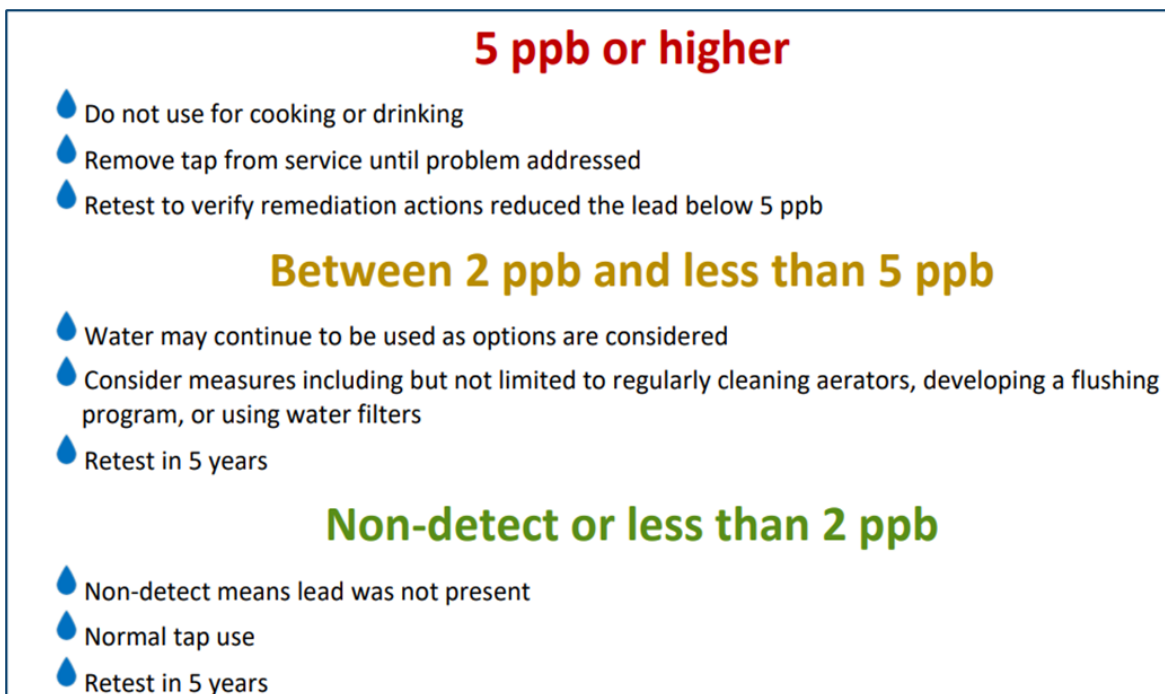 5 ppb or higher
Do not use for cooking or drinking
Remove tap from service until problem addressed
Retest to verify remediation actions reduced the lead below 5 ppb
Between 2 ppb and less than 5 ppb
Water may continue to be used as options are considered
Consider measures including but not limited to regularly cleaning aerators, developing a flushing
program, or using water filters
Retest in 5 years
Non-detect or less than 2 ppb
Non-detect means lead was not present
Normal tap use
Retest in 5 years